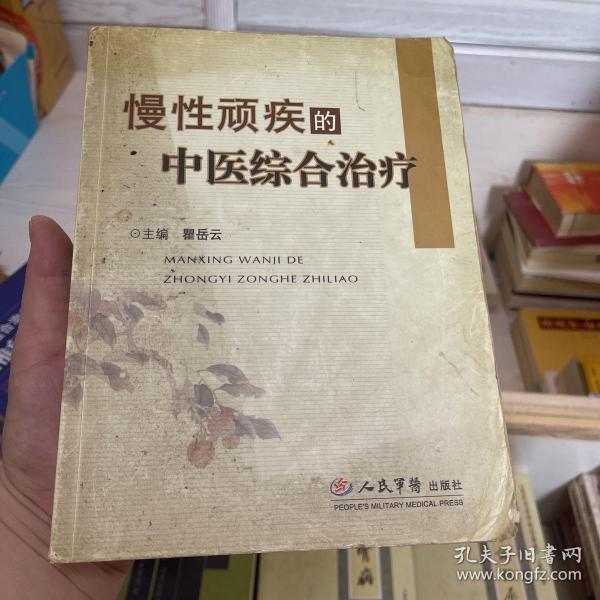 慢性顽疾的
中医综合治疗
⊙主编 瞿岳云
MANXING WANJI DE
ZHONGYI ZONGHE ZHILIAO
人民军醫 出版社
PEOPLE'S MILITARY MEDICAL PRESS
孔夫子旧书网
www.kongfz.com